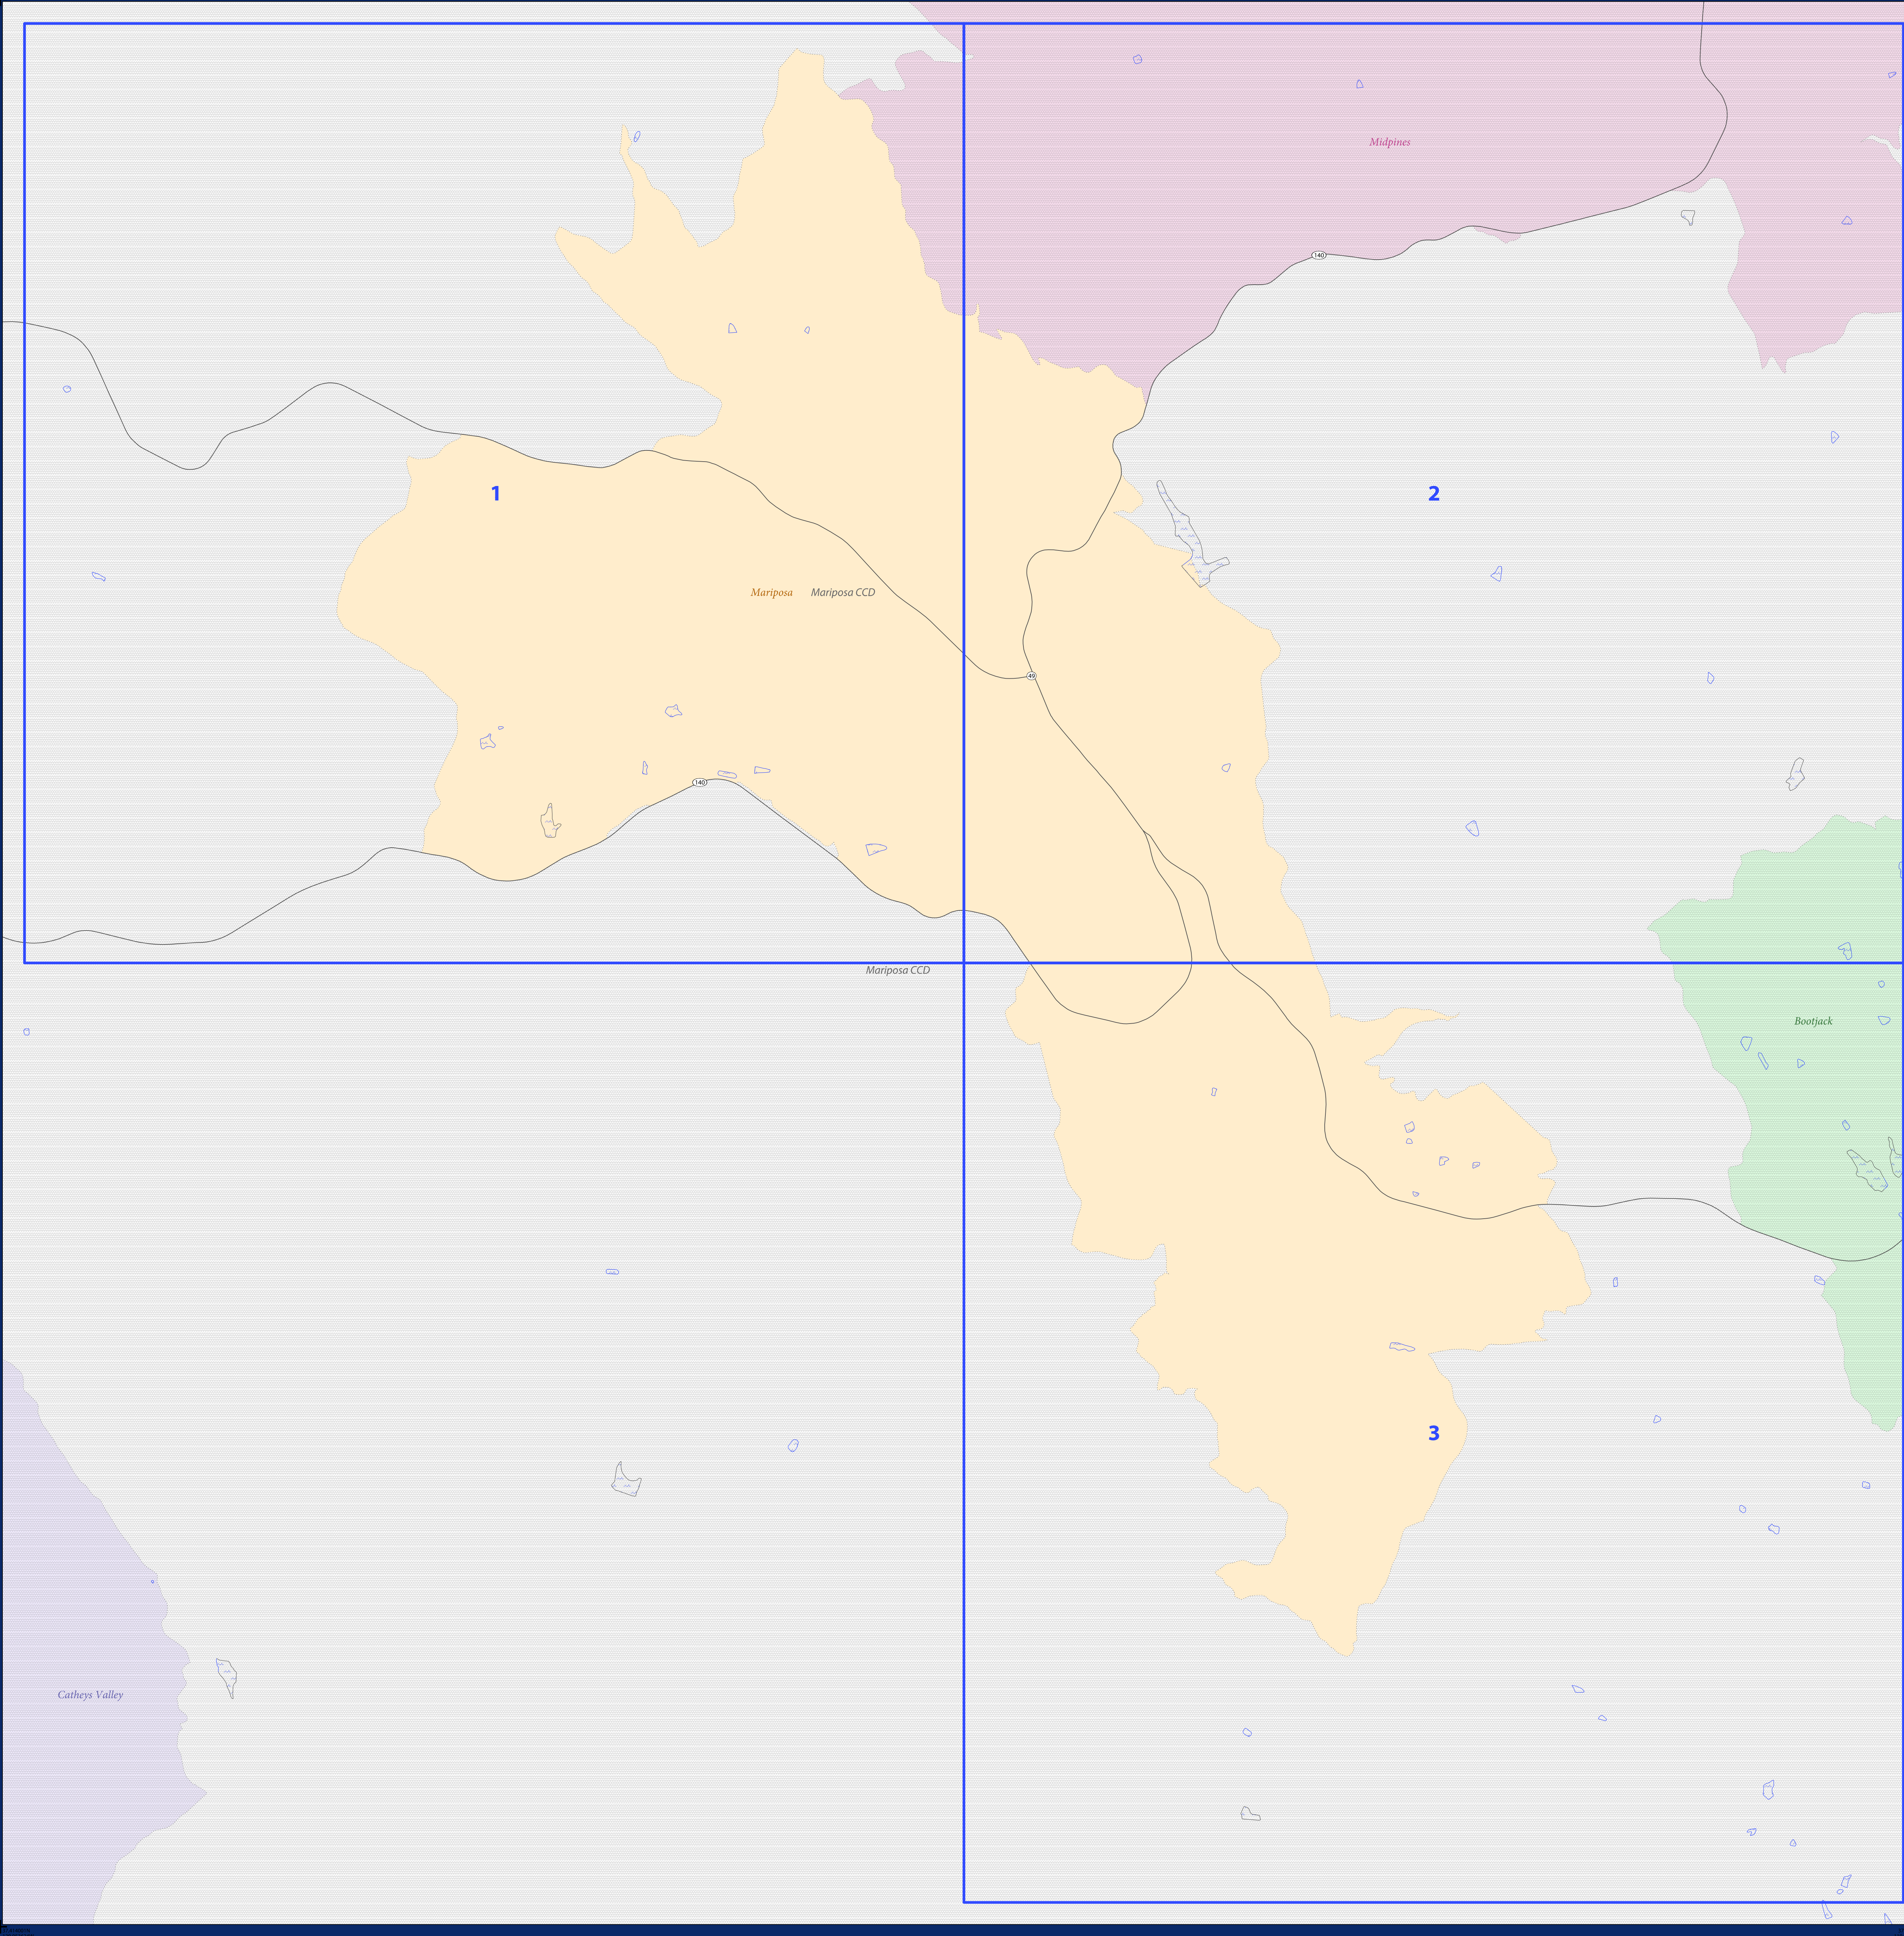 Midpines
140
1
2
Mariposa Mariposa CCD
49
140
Mariposa CCD
Bootjack
3
Catheys Valley